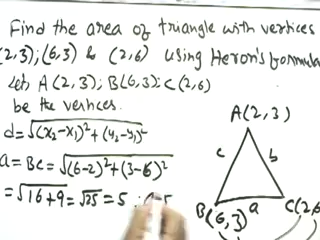 Find the area of triangle with vertices
(2,3); (6,3) & (2,6) using Heron's formula
Let, A(2,3); B(6,3); C(2,6)
be the vertices.
d = √(x₂-x₁)²+(y₂-y₁)²
a = BC = √(6-2)²+(3-6)²
= √16+9 = √25 = 5
A(2,3)
c
b
B(6,3)
a
C(2,6)